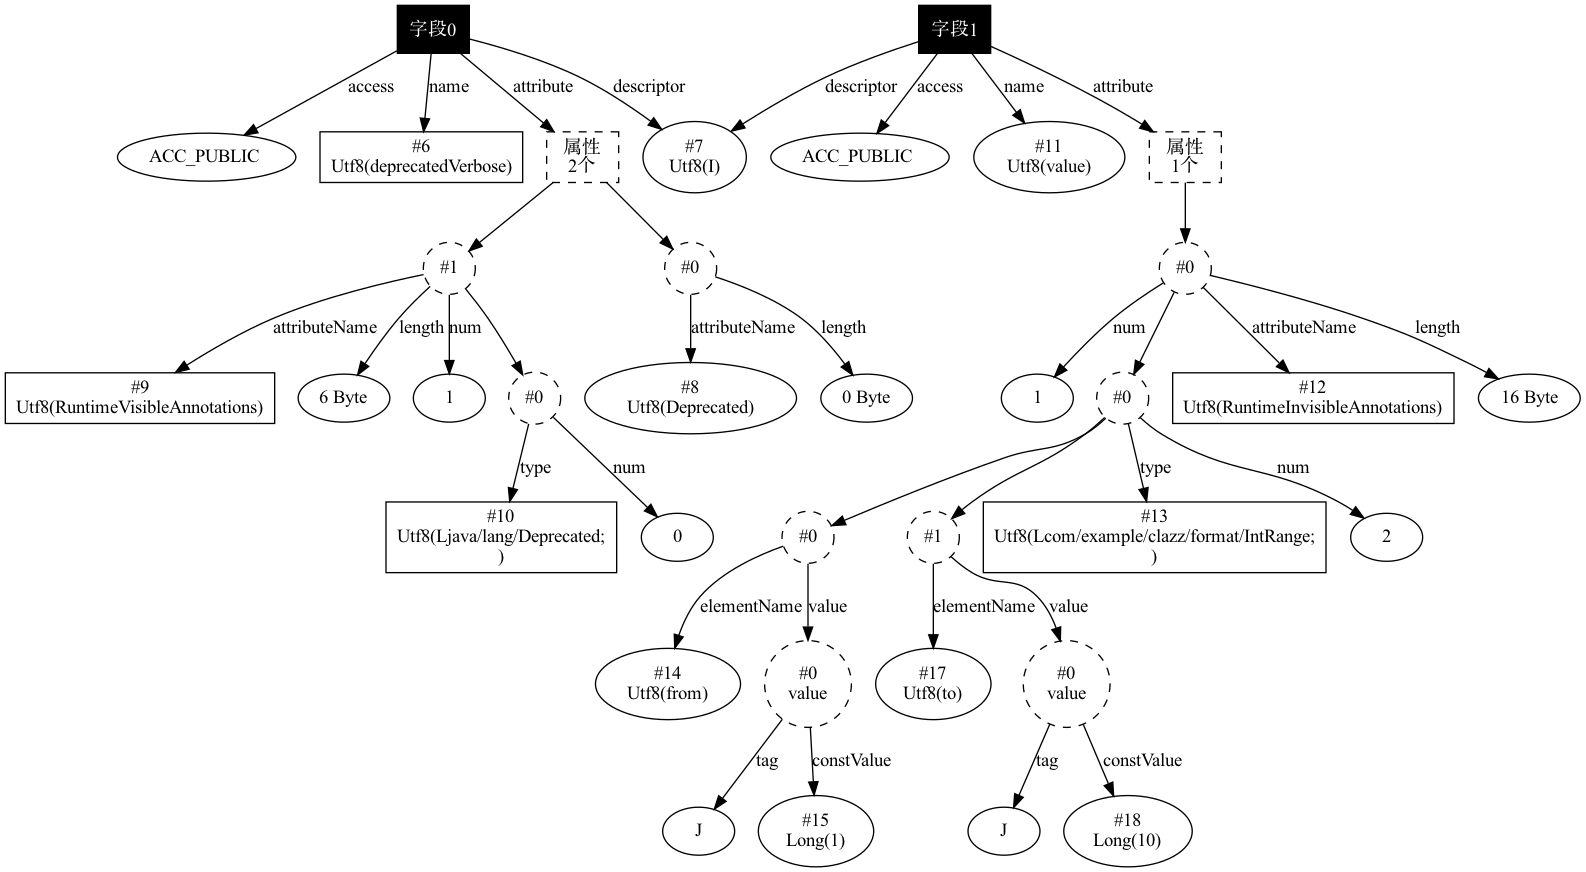 字段0
字段1
access
name
attribute
descriptor
descriptor
access
name
attribute
ACC_PUBLIC
#6
Utf8(deprecatedVerbose)
属性
2个
#7
Utf8(I)
ACC_PUBLIC
#11
Utf8(value)
属性
1个
#1
#0
#0
attributeName
length
num
attributeName
length
num
attributeName
length
#9
Utf8(RuntimeVisibleAnnotations)
6 Byte
1
#0
#8
Utf8(Deprecated)
0 Byte
1
#0
#12
Utf8(RuntimeInvisibleAnnotations)
16 Byte
type
num
type
num
#10
Utf8(Ljava/lang/Deprecated;
)
0
#0
#1
#13
Utf8(Lcom/example/clazz/format/IntRange;
)
2
elementName
value
elementName
value
#14
Utf8(from)
#0
value
#17
Utf8(to)
#0
value
tag
constValue
tag
constValue
J
#15
Long(1)
J
#18
Long(10)